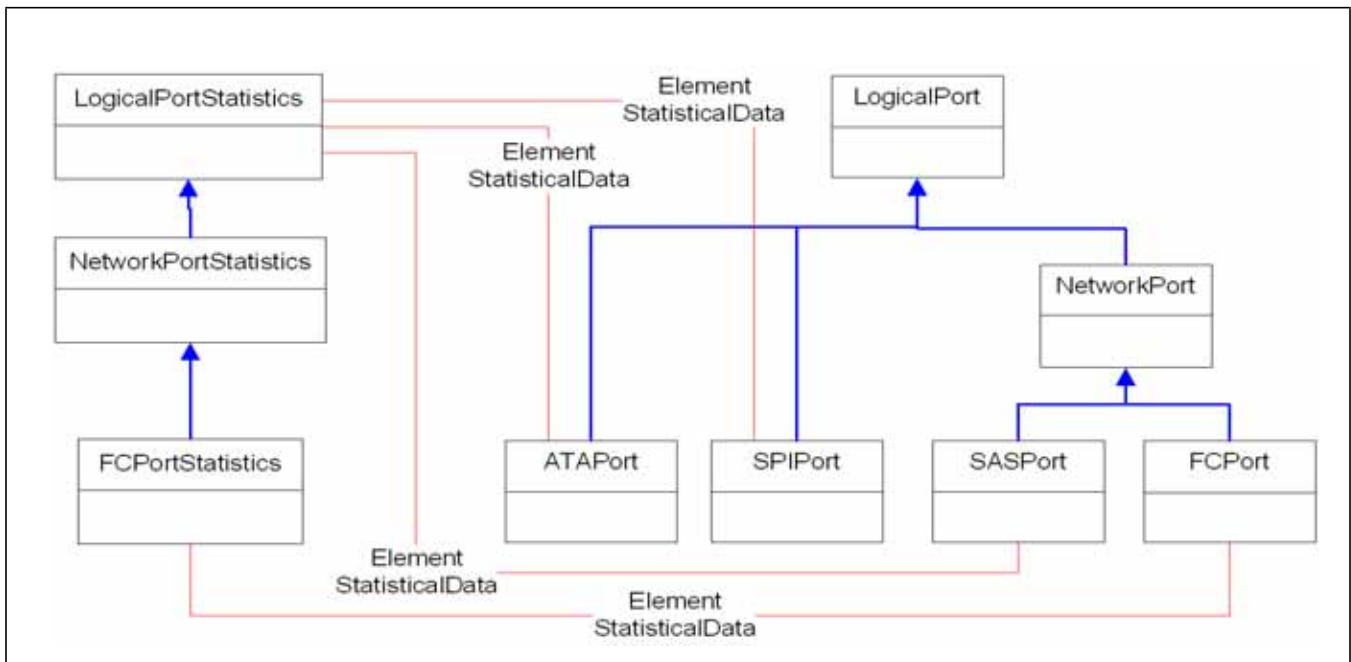 LogicalPortStatistics
Element
StatisticalData
LogicalPort
Element
StatisticalData
NetworkPortStatistics
NetworkPort
FCPortStatistics
ATAPort
SPIPort
SASPort
FCPort
Element
StatisticalData
Element
StatisticalData